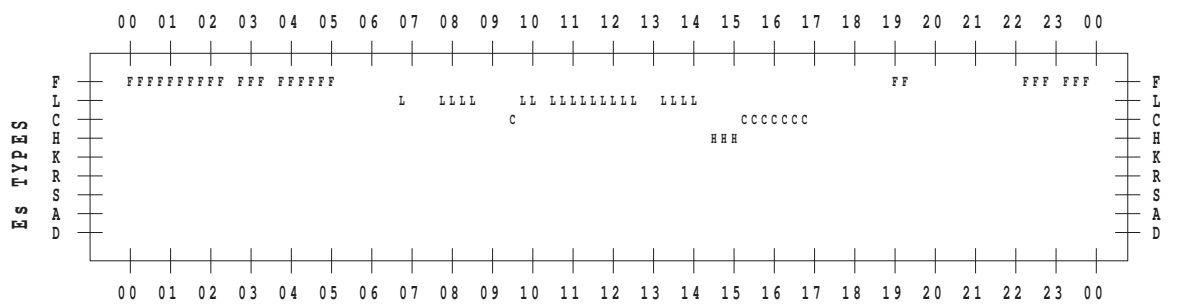 00 01 02 03 04 05 06 07 08 09 10 11 12 13 14 15 16 17 18 19 20 21 22 23 00
F FFFFFFFFFF FFF FFFFFF FF FFF FFF F
L L LLLL LL LLLLLLLLL LLLL L
C C CCCCCCC C
H HHH H
K K
R R
S S
A A
D D
Es TYPES
00 01 02 03 04 05 06 07 08 09 10 11 12 13 14 15 16 17 18 19 20 21 22 23 00